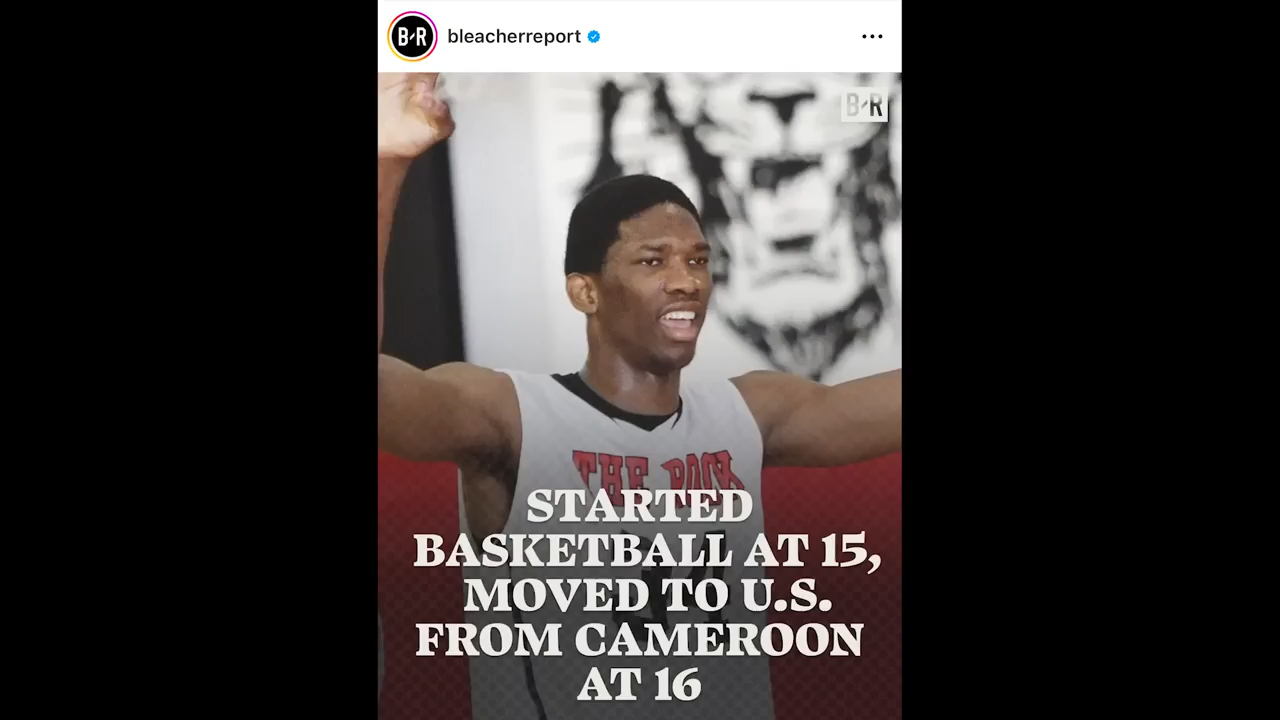 B/R
bleacherreport
B/R
THE ROCK
STARTED
BASKETBALL AT 15,
MOVED TO U.S.
FROM CAMEROON
AT 16